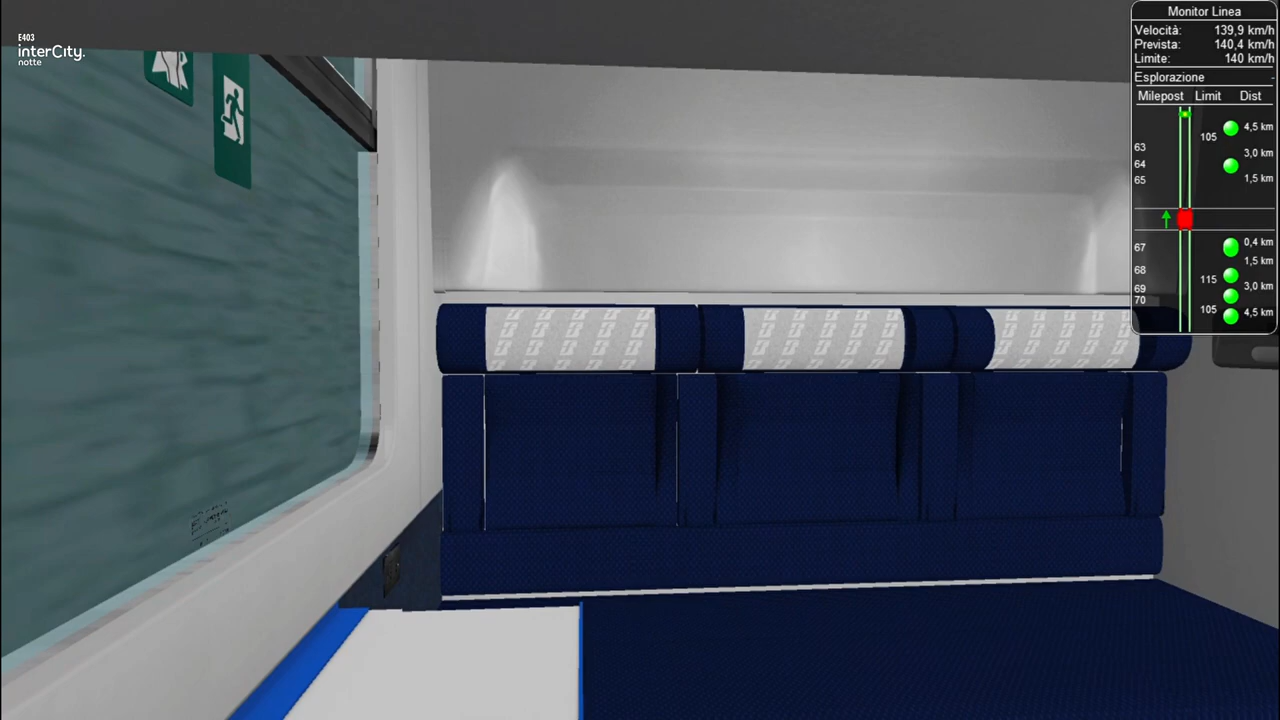 E403
interCity.
notte
Monitor Linea
Velocità: 139,9 km/h
Prevista: 140,4 km/h
Limite: 140 km/h
Esplorazione -
Milepost Limit Dist
105 4,5 km
63
3,0 km
64
65 1,5 km
67 0,4 km
1,5 km
68
115 3,0 km
69
70
105 4,5 km